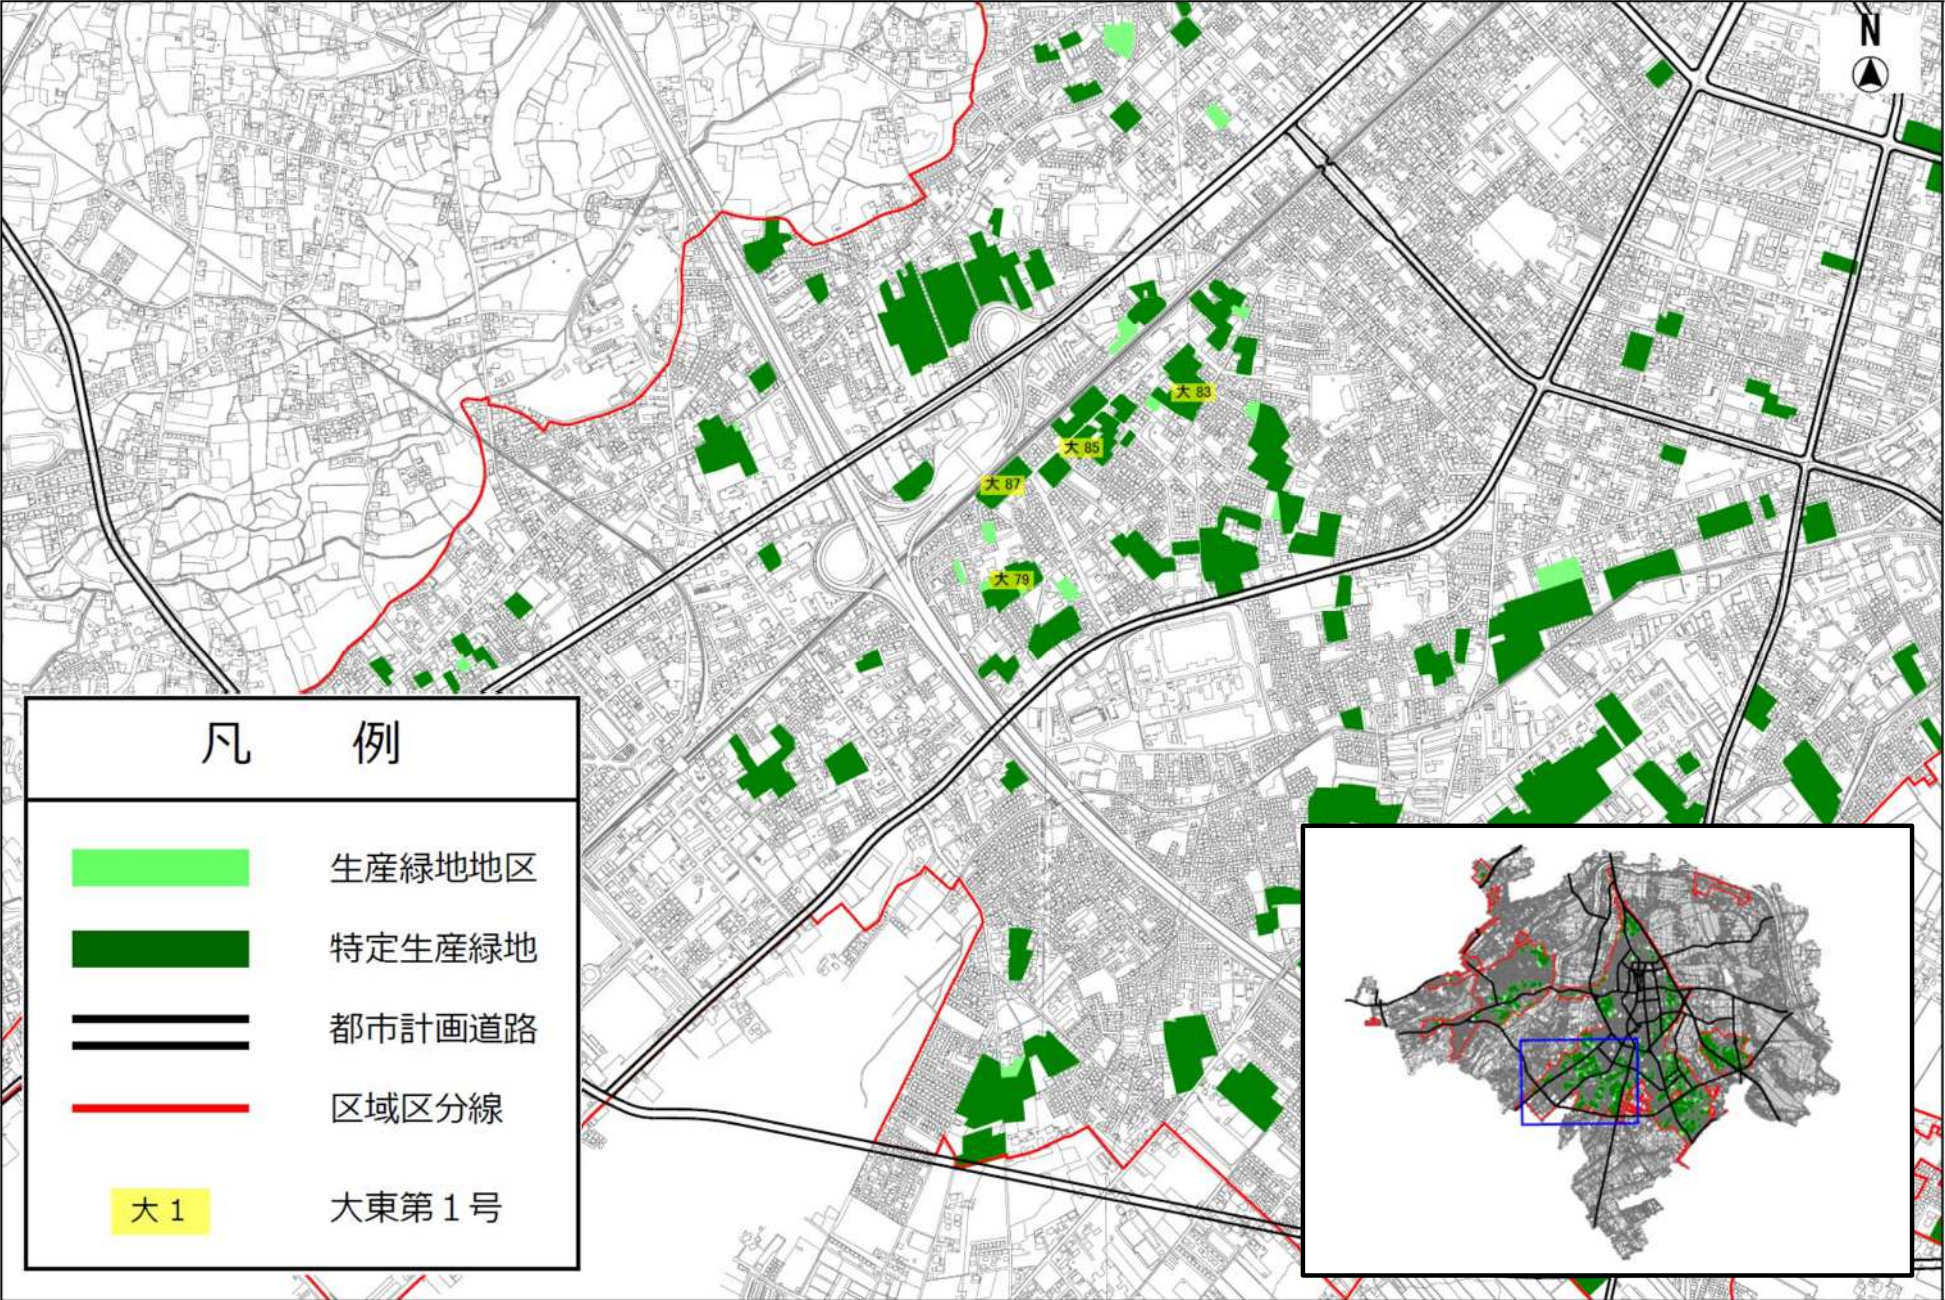 N
大 83
大 85
大 87
大 79
凡 例
生産緑地地区
特定生産緑地
都市計画道路
区域区分線
大 1 大東第1号